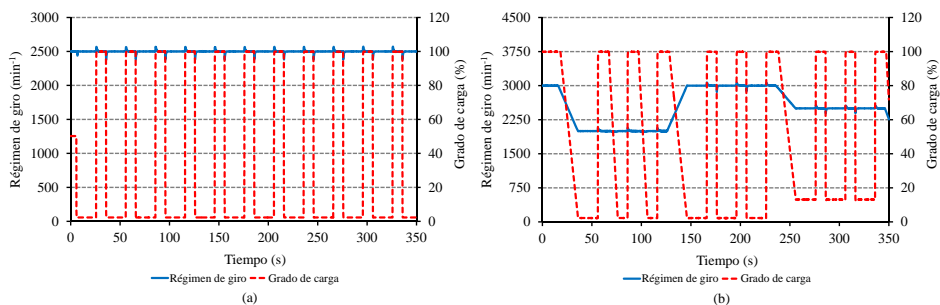 3000
2500
2000
1500
1000
500
0
Régimen de giro (min⁻¹)
120
100
80
60
40
20
0
Grado de carga (%)
0 50 100 150 200 250 300 350
Tiempo (s)
Régimen de giro Grado de carga
(a)
4500
3750
3000
2250
1500
750
0
Régimen de giro (min⁻¹)
120
100
80
60
40
20
0
Grado de carga (%)
0 50 100 150 200 250 300 350
Tiempo (s)
Régimen de giro Grado de carga
(b)